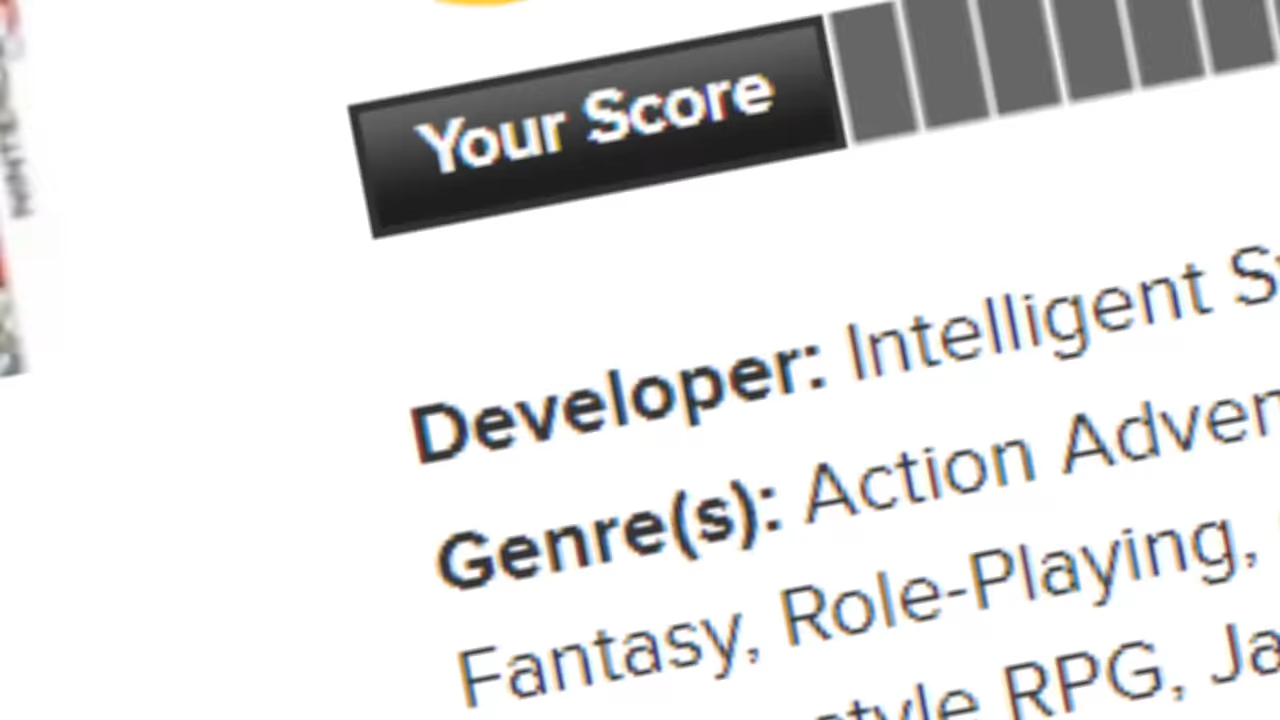 Your Score
Developer: Intelligent
Genre(s): Action
Fantasy, Role-Playing,
RPG,